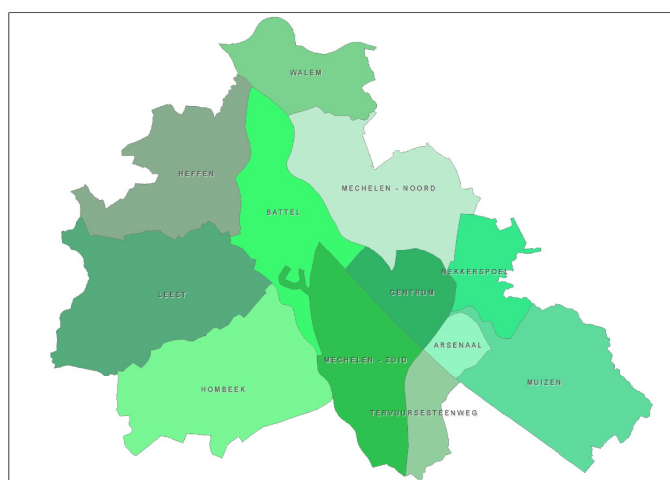 WALEM
HEFFEN
MECHELEN - NOORD
BATTEL
NEKKERSPOEL
LEEST
CENTRUM
ARSENAAL
MECHELEN - ZUID
MUIZEN
HOMBEEK
TERVUURSESTEENWEG